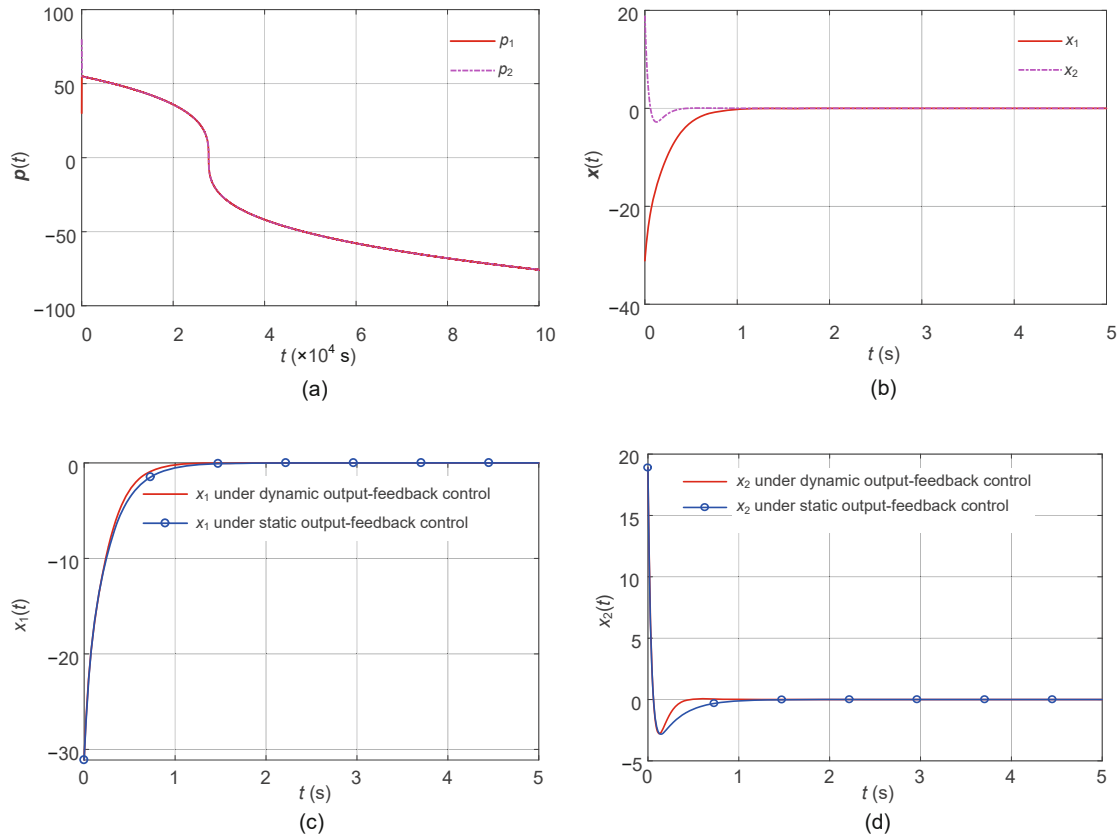 100
50
0
−50
−100
p(t)
p1
p2
0 2 4 6 8 10
t (×10⁴ s)
(a)
20
0
−20
−40
x(t)
x1
x2
0 1 2 3 4 5
t (s)
(b)
0
−10
−20
−30
x1(t)
x1 under dynamic output-feedback control
x1 under static output-feedback control
0 1 2 3 4 5
t (s)
(c)
20
15
10
5
0
−5
x2(t)
x2 under dynamic output-feedback control
x2 under static output-feedback control
0 1 2 3 4 5
t (s)
(d)